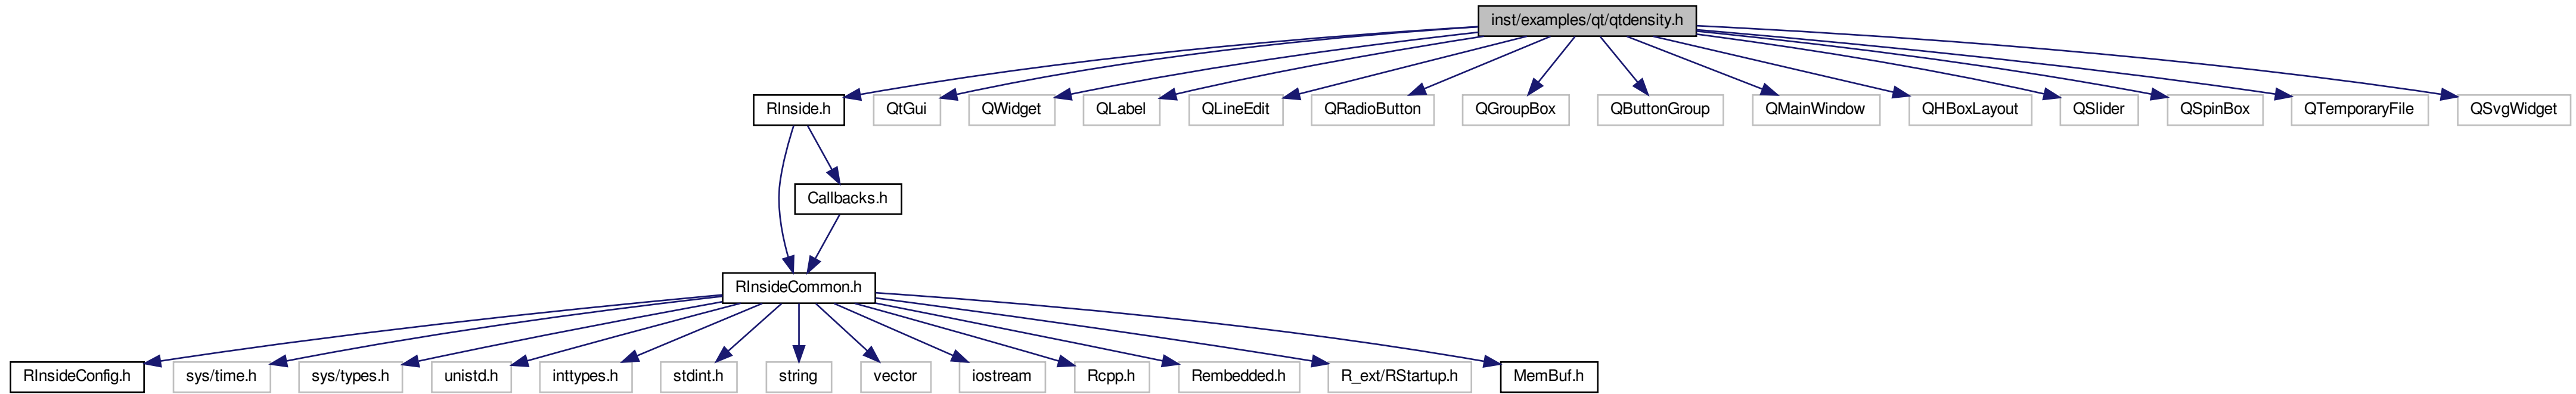 inst/examples/qt/qtdensity.h
RInside.h
QtGui
QWidget
QLabel
QLineEdit
QRadioButton
QGroupBox
QButtonGroup
QMainWindow
QHBoxLayout
QSlider
QSpinBox
QTemporaryFile
QSvgWidget
Callbacks.h
RInsideCommon.h
RInsideConfig.h
sys/time.h
sys/types.h
unistd.h
inttypes.h
stdint.h
string
vector
iostream
Rcpp.h
Rembedded.h
R_ext/RStartup.h
MemBuf.h